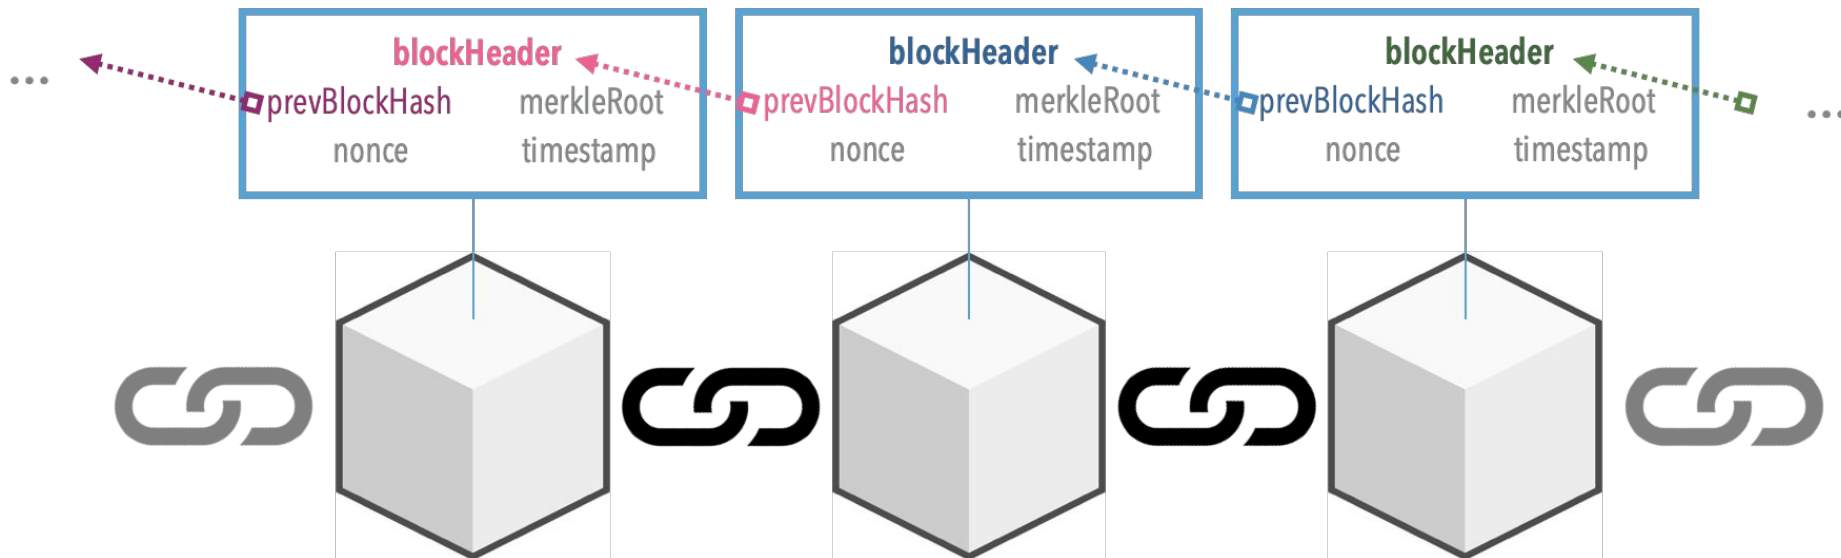 blockHeader
prevBlockHash merkleRoot
nonce timestamp
blockHeader
prevBlockHash merkleRoot
nonce timestamp
blockHeader
prevBlockHash merkleRoot
nonce timestamp
...
...